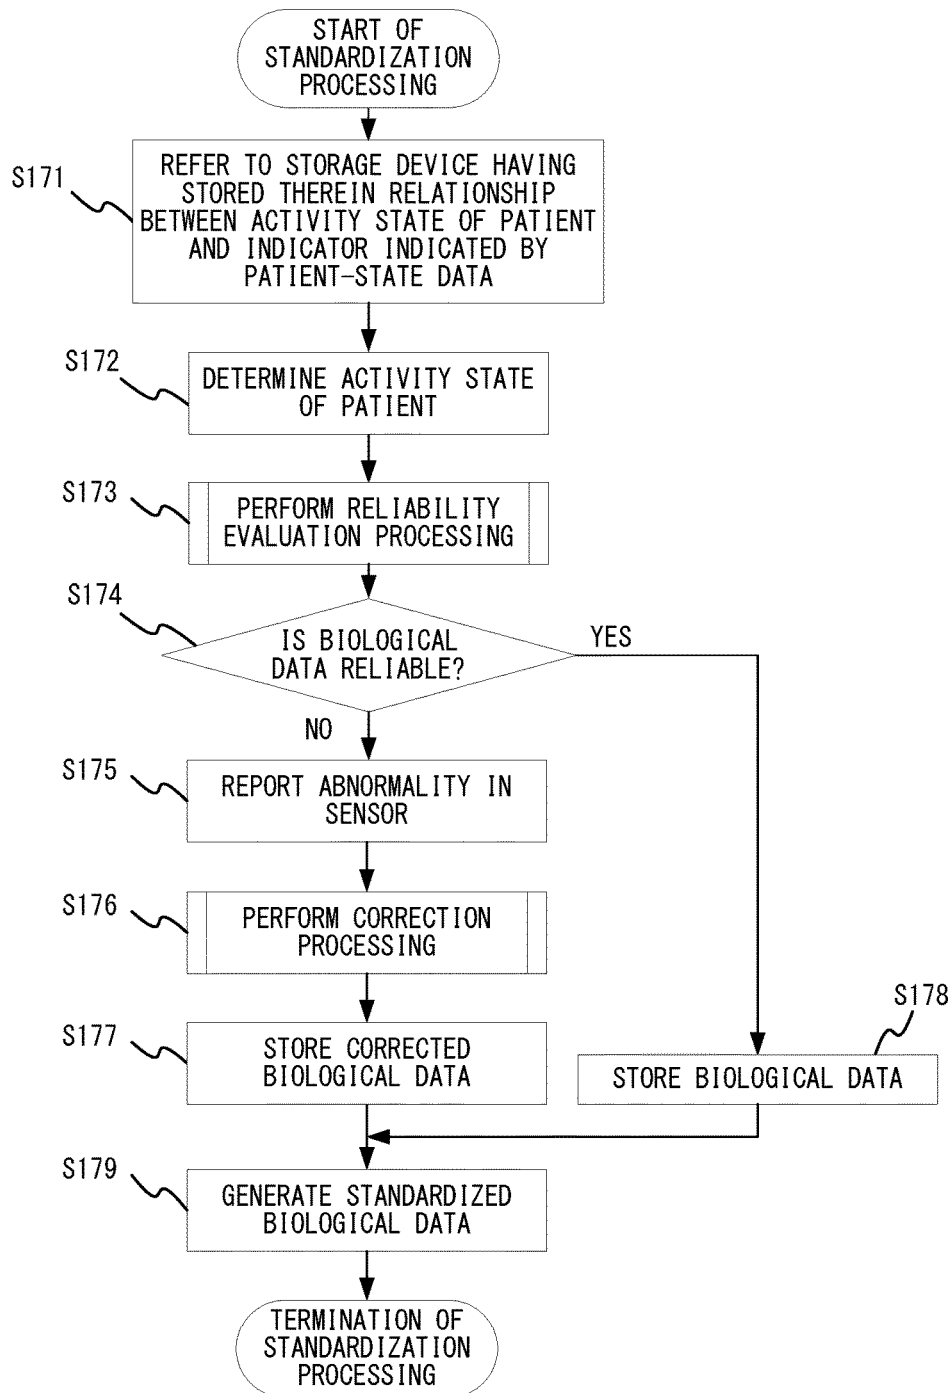 START OF
STANDARDIZATION
PROCESSING
S171
REFER TO STORAGE DEVICE HAVING
STORED THEREIN RELATIONSHIP
BETWEEN ACTIVITY STATE OF PATIENT
AND INDICATOR INDICATED BY
PATIENT-STATE DATA
S172
DETERMINE ACTIVITY STATE
OF PATIENT
S173
PERFORM RELIABILITY
EVALUATION PROCESSING
S174
IS BIOLOGICAL
DATA RELIABLE?
YES
NO
S175
REPORT ABNORMALITY IN
SENSOR
S176
PERFORM CORRECTION
PROCESSING
S177
STORE CORRECTED
BIOLOGICAL DATA
S178
STORE BIOLOGICAL DATA
S179
GENERATE STANDARDIZED
BIOLOGICAL DATA
TERMINATION OF
STANDARDIZATION
PROCESSING